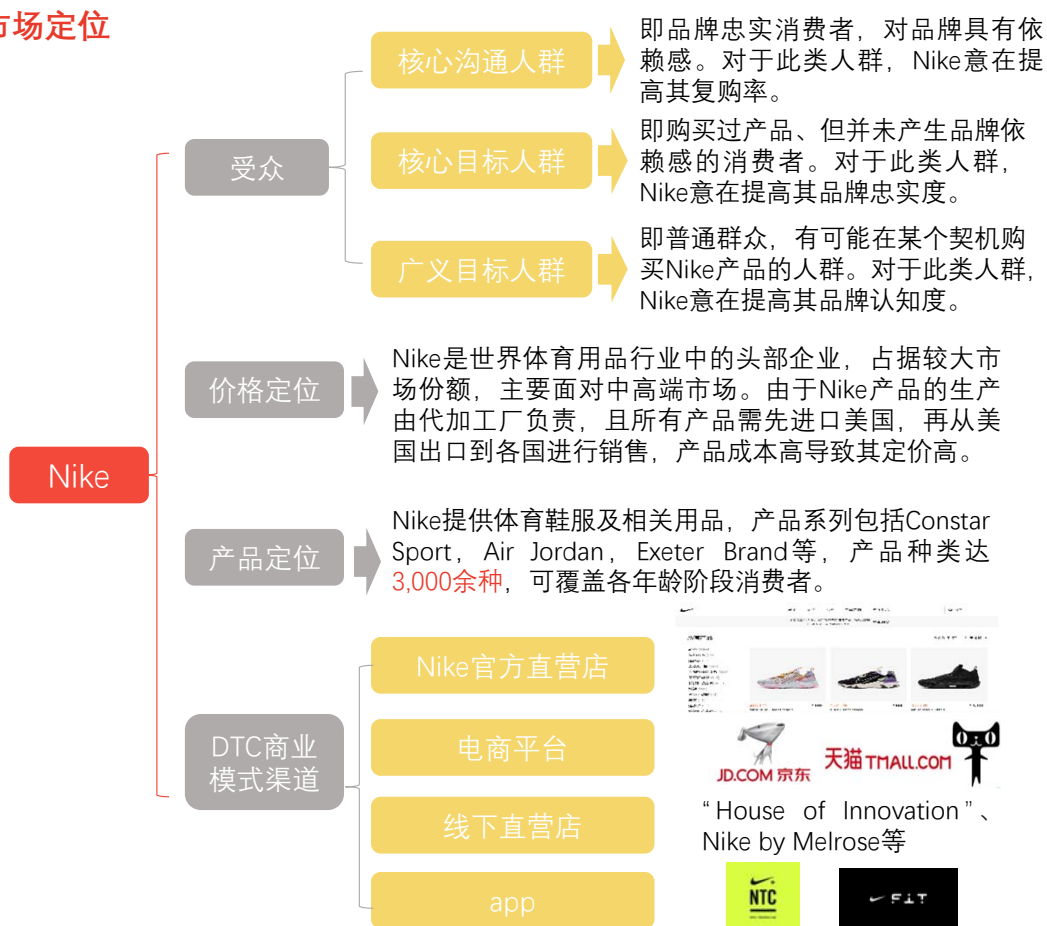 市场定位
核心沟通人群
即品牌忠实消费者，对品牌具有依
赖感。对于此类人群，Nike意在提
高其复购率。
受众
核心目标人群
即购买过产品、但并未产生品牌依
赖感的消费者。对于此类人群，
Nike意在提高其品牌忠实度。
广义目标人群
即普通群众，有可能在某个契机购
买Nike产品的人群。对于此类人群，
Nike意在提高其品牌认知度。
Nike
价格定位
Nike是世界体育用品行业中的头部企业，占据较大市
场份额，主要面对中高端市场。由于Nike产品的生产
由代加工厂负责，且所有产品需先进口美国，再从美
国出口到各国进行销售，产品成本高导致其定价高。
产品定位
Nike提供体育鞋服及相关用品，产品系列包括Constar
Sport，Air Jordan，Exeter Brand等，产品种类达
3,000余种，可覆盖各年龄阶段消费者。
DTC商业
模式渠道
Nike官方直营店
电商平台
JD.COM 京东
天猫 TMALL.COM
线下直营店
“House of Innovation”、
Nike by Melrose等
app
NTC
FIT